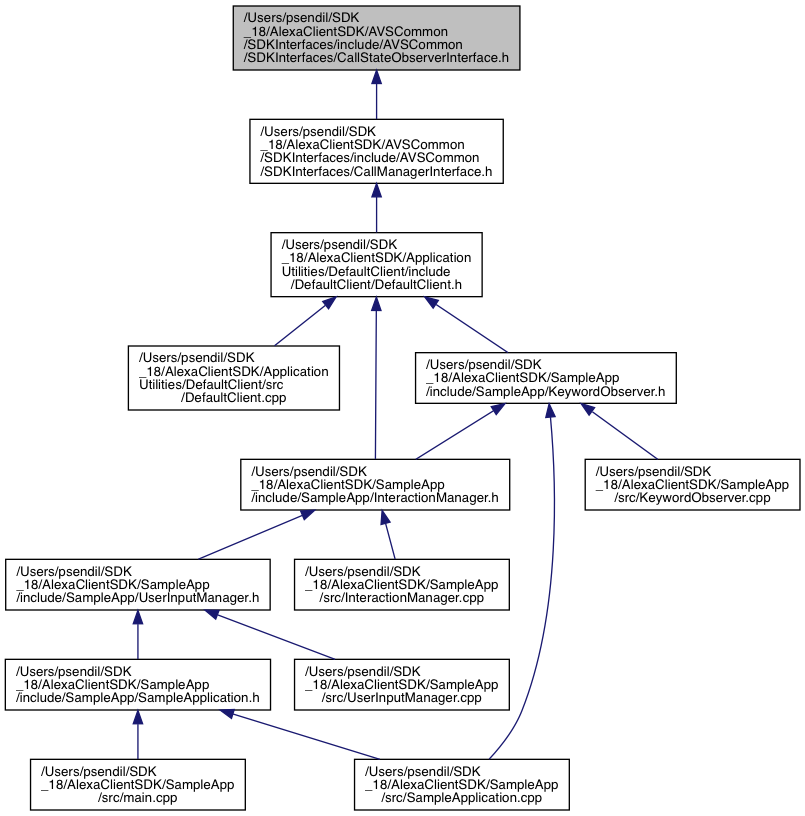 /Users/psendil/SDK
_18/AlexaClientSDK/AVSCommon
/SDKInterfaces/include/AVSCommon
/SDKInterfaces/CallStateObserverInterface.h
/Users/psendil/SDK
_18/AlexaClientSDK/AVSCommon
/SDKInterfaces/include/AVSCommon
/SDKInterfaces/CallManagerInterface.h
/Users/psendil/SDK
_18/AlexaClientSDK/Application
Utilities/DefaultClient/include
/DefaultClient/DefaultClient.h
/Users/psendil/SDK
_18/AlexaClientSDK/Application
Utilities/DefaultClient/src
/DefaultClient.cpp
/Users/psendil/SDK
_18/AlexaClientSDK/SampleApp
/include/SampleApp/KeywordObserver.h
/Users/psendil/SDK
_18/AlexaClientSDK/SampleApp
/include/SampleApp/InteractionManager.h
/Users/psendil/SDK
_18/AlexaClientSDK/SampleApp
/src/KeywordObserver.cpp
/Users/psendil/SDK
_18/AlexaClientSDK/SampleApp
/include/SampleApp/UserInputManager.h
/Users/psendil/SDK
_18/AlexaClientSDK/SampleApp
/src/InteractionManager.cpp
/Users/psendil/SDK
_18/AlexaClientSDK/SampleApp
/include/SampleApp/SampleApplication.h
/Users/psendil/SDK
_18/AlexaClientSDK/SampleApp
/src/UserInputManager.cpp
/Users/psendil/SDK
_18/AlexaClientSDK/SampleApp
/src/main.cpp
/Users/psendil/SDK
_18/AlexaClientSDK/SampleApp
/src/SampleApplication.cpp